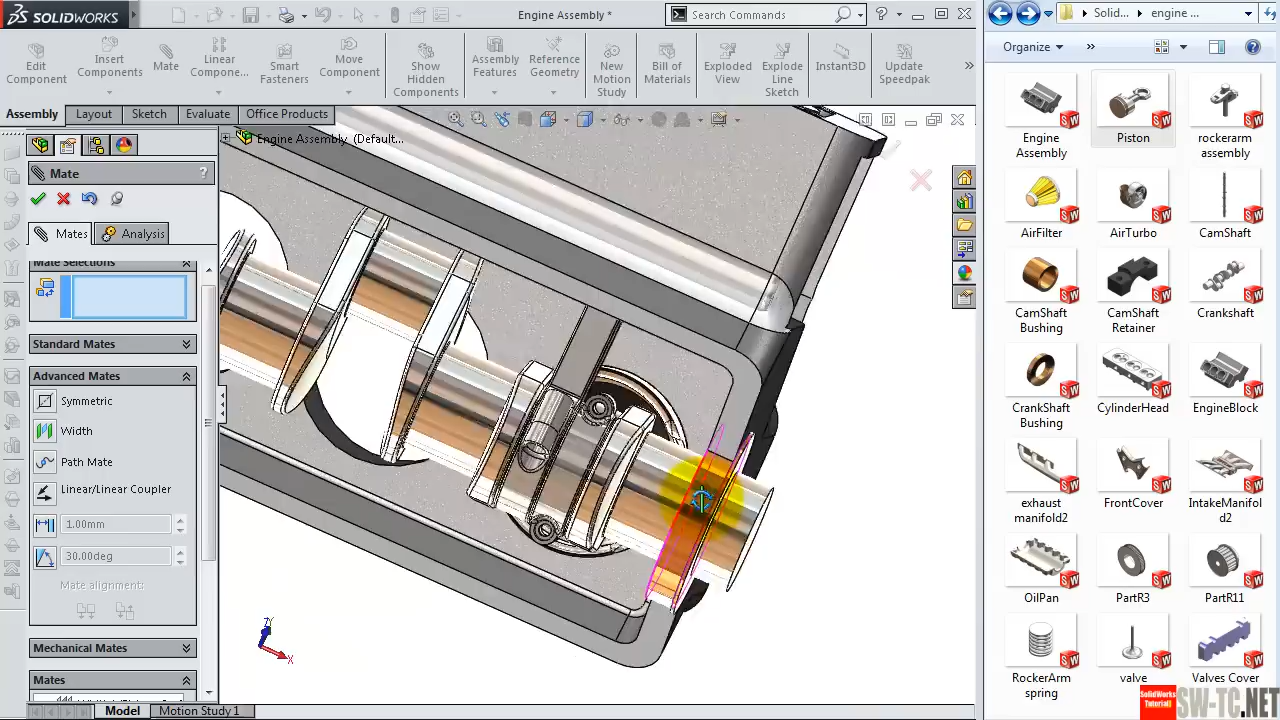 SOLIDWORKS
Engine Assembly *
Search Commands
Solid...
engine ...
Edit Component
Insert Components
Mate
Linear Compone...
Smart Fasteners
Move Component
Show Hidden Components
Assembly Features
Reference Geometry
New Motion Study
Bill of Materials
Exploded View
Explode Line Sketch
Instant3D
Update Speedpak
Organize
Assembly
Layout
Sketch
Evaluate
Office Products
Engine Assembly (Default...
Mate
?
Mates
Analysis
Mate Selections
Standard Mates
Advanced Mates
Symmetric
Width
Path Mate
Linear/Linear Coupler
1.00mm
30.00deg
Mate alignment:
Mechanical Mates
Mates
Model
Motion Study 1
Z
X
Engine Assembly
Piston
rockerarm assembly
AirFilter
AirTurbo
CamShaft
CamShaft Bushing
CamShaft Retainer
Crankshaft
CrankShaft Bushing
CylinderHead
EngineBlock
exhaust manifold2
FrontCover
IntakeManifol d2
OilPan
PartR3
PartR11
RockerArm spring
valve
Valves Cover
SolidWorks Tutorial
SW-TC.NET